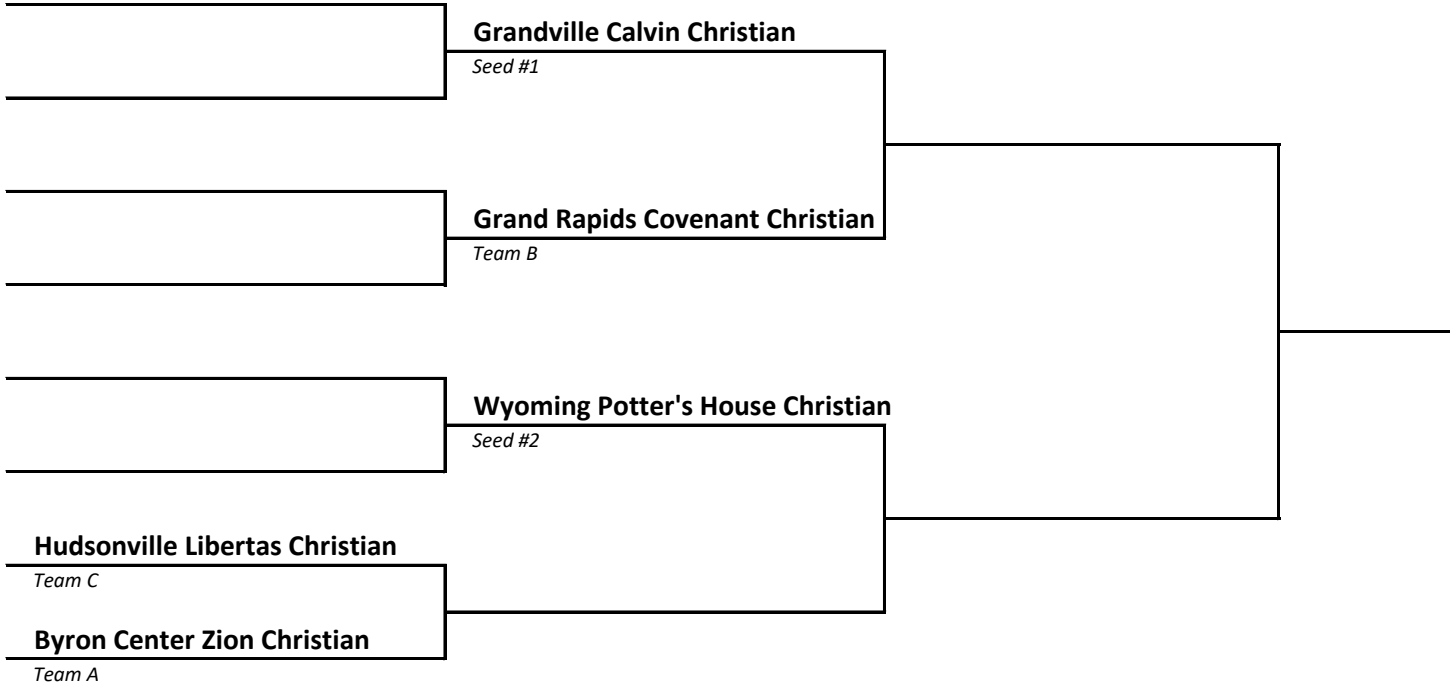 Grandville Calvin Christian
Seed #1
Grand Rapids Covenant Christian
Team B
Wyoming Potter's House Christian
Seed #2
Hudsonville Libertas Christian
Team C
Byron Center Zion Christian
Team A